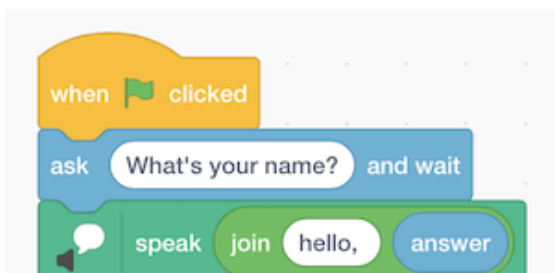 when clicked
ask What's your name? and wait
speak join hello, answer